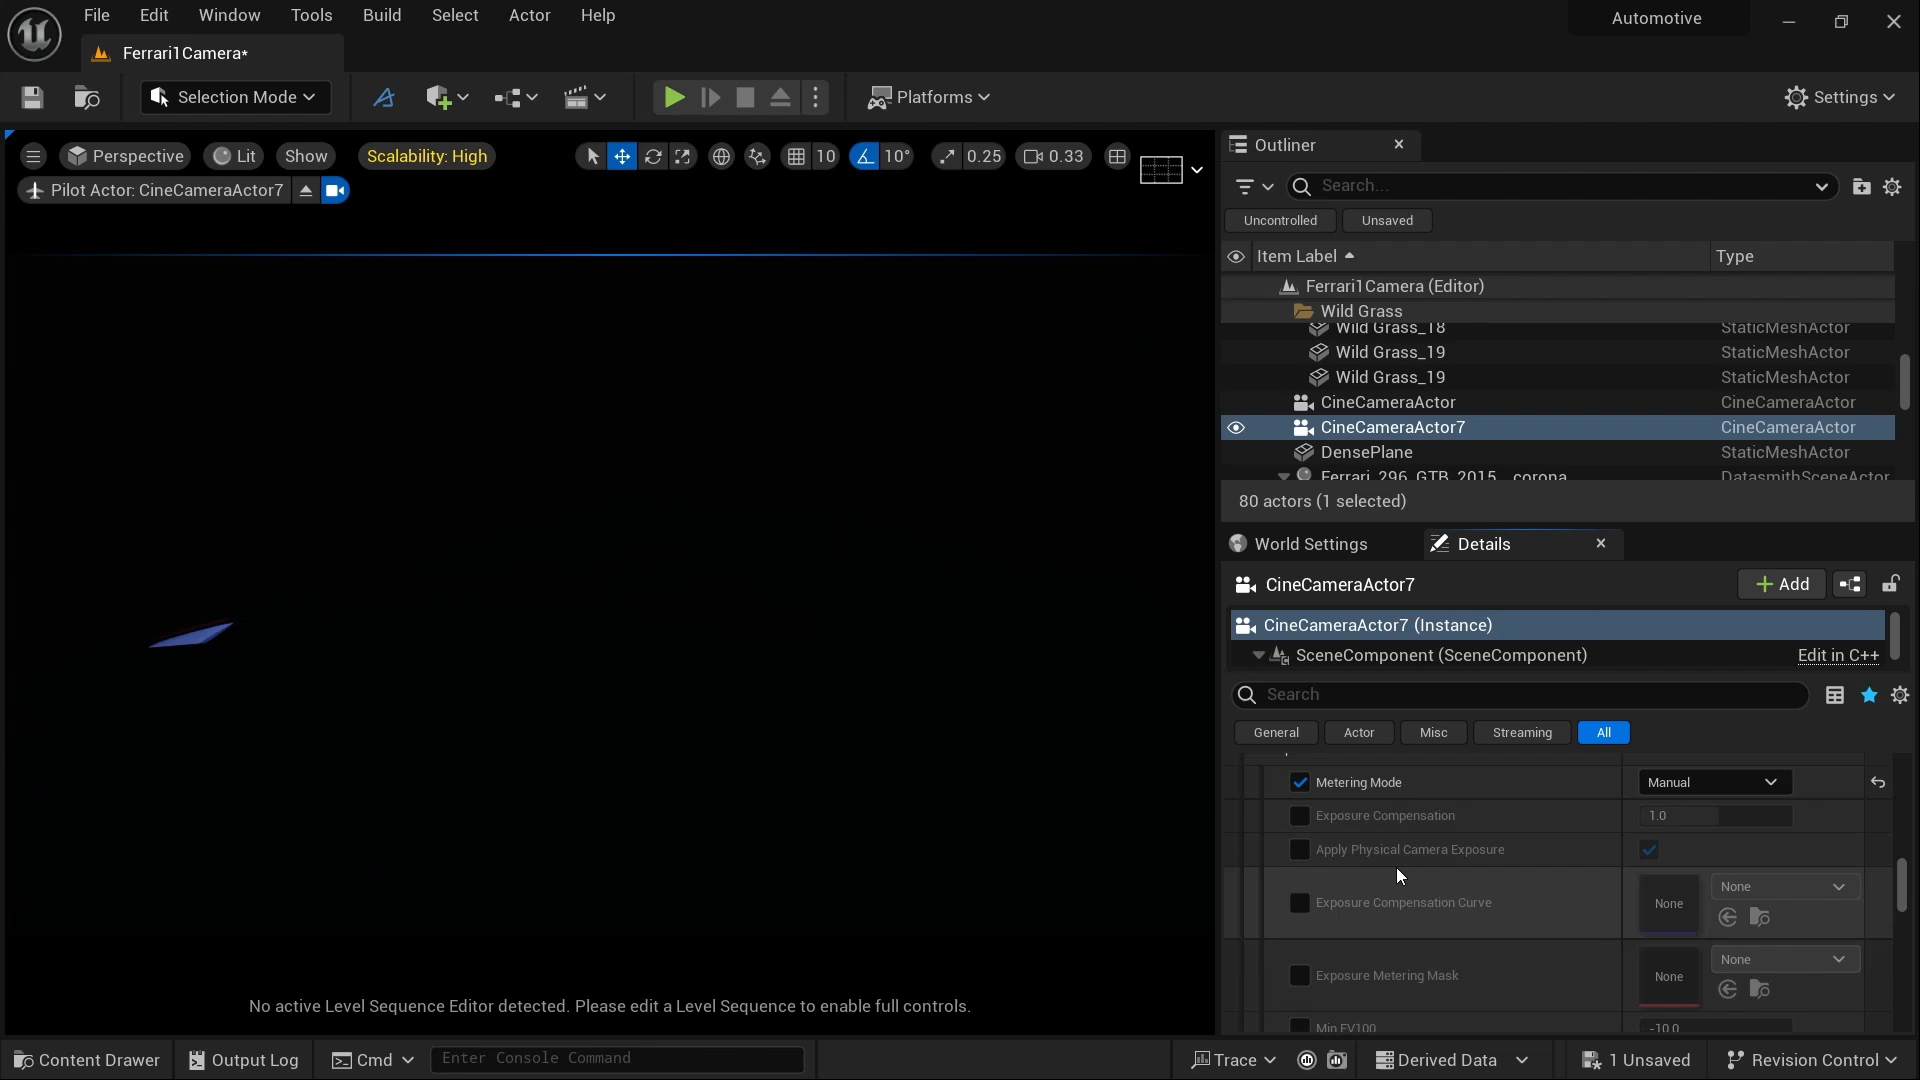 File Edit Window Tools Build Select Actor Help
Automotive
Ferrari1Camera*
Selection Mode
Platforms
Settings
Perspective Lit Show Scalability: High 10 10° 0.25 0.33
Pilot Actor: CineCameraActor7
No active Level Sequence Editor detected. Please edit a Level Sequence to enable full controls.
Outliner
Search...
Uncontrolled Unsaved
Item Label Type
Ferrari1Camera (Editor)
Wild Grass
Wild Grass_18 StaticMeshActor
Wild Grass_19 StaticMeshActor
Wild Grass_19 StaticMeshActor
CineCameraActor CineCameraActor
CineCameraActor7 CineCameraActor
DensePlane StaticMeshActor
Ferrari_296_GTB_2015__corona DatasmithSceneActor
80 actors (1 selected)
World Settings Details
CineCameraActor7 Add
CineCameraActor7 (Instance)
SceneComponent (SceneComponent) Edit in C++
Search
General Actor Misc Streaming All
Metering Mode Manual
Exposure Compensation 1.0
Apply Physical Camera Exposure
Exposure Compensation Curve None None
Exposure Metering Mask None None
Min EV100 -10.0
Content Drawer Output Log Cmd Enter Console Command Trace Derived Data 1 Unsaved Revision Control